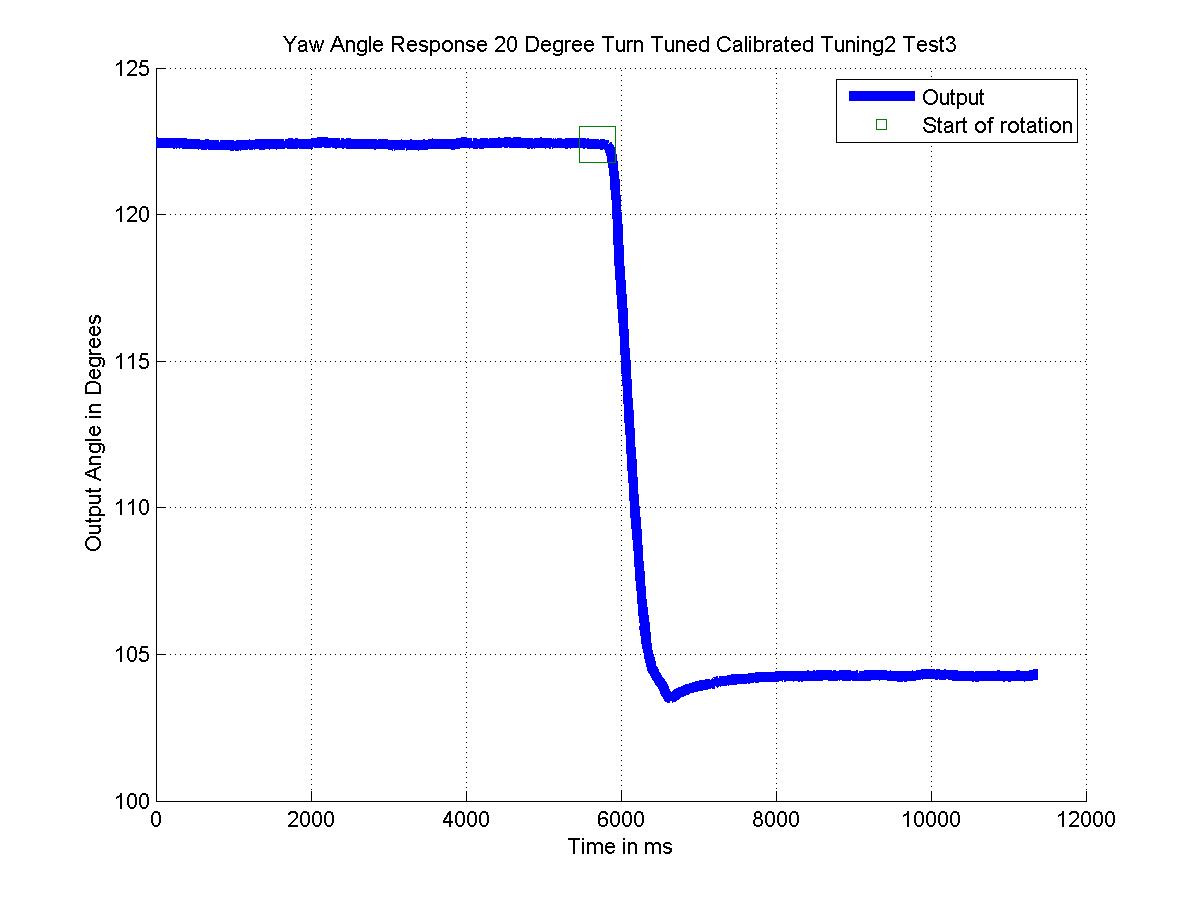 Yaw Angle Response 20 Degree Turn Tuned Calibrated Tuning2 Test3
125
Output
Start of rotation
120
115
110
105
100
Output Angle in Degrees
0 2000 4000 6000 8000 10000 12000
Time in ms